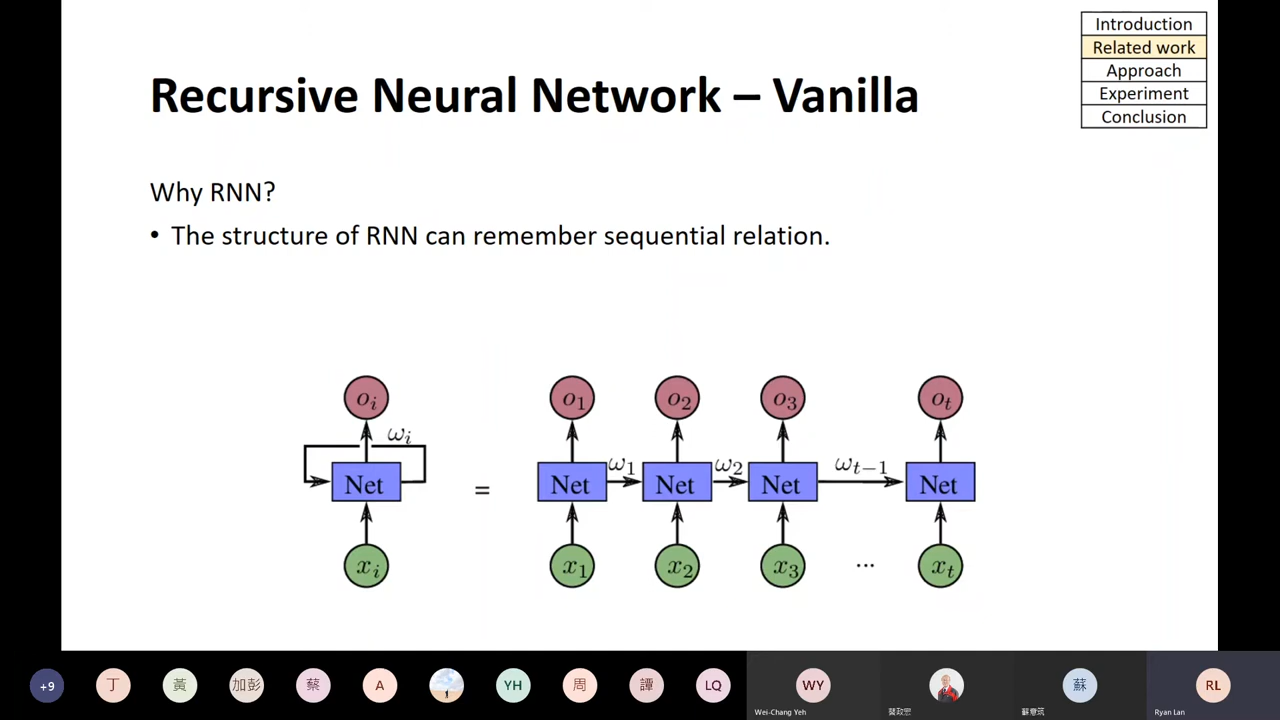 Introduction
Related work
Approach
Experiment
Conclusion
Recursive Neural Network – Vanilla
Why RNN?
• The structure of RNN can remember sequential relation.
oᵢ
o₁ o₂ o₃ oₜ
ωᵢ
ω₁ ω₂ ωₜ₋₁
Net
=
Net Net Net Net
xᵢ
x₁ x₂ x₃ ... xₜ
+9 丁 黃 加彭 蔡 A YH 周 譚 LQ WY 蘇 RL
Wei-Chang Yeh
Ryan Lan